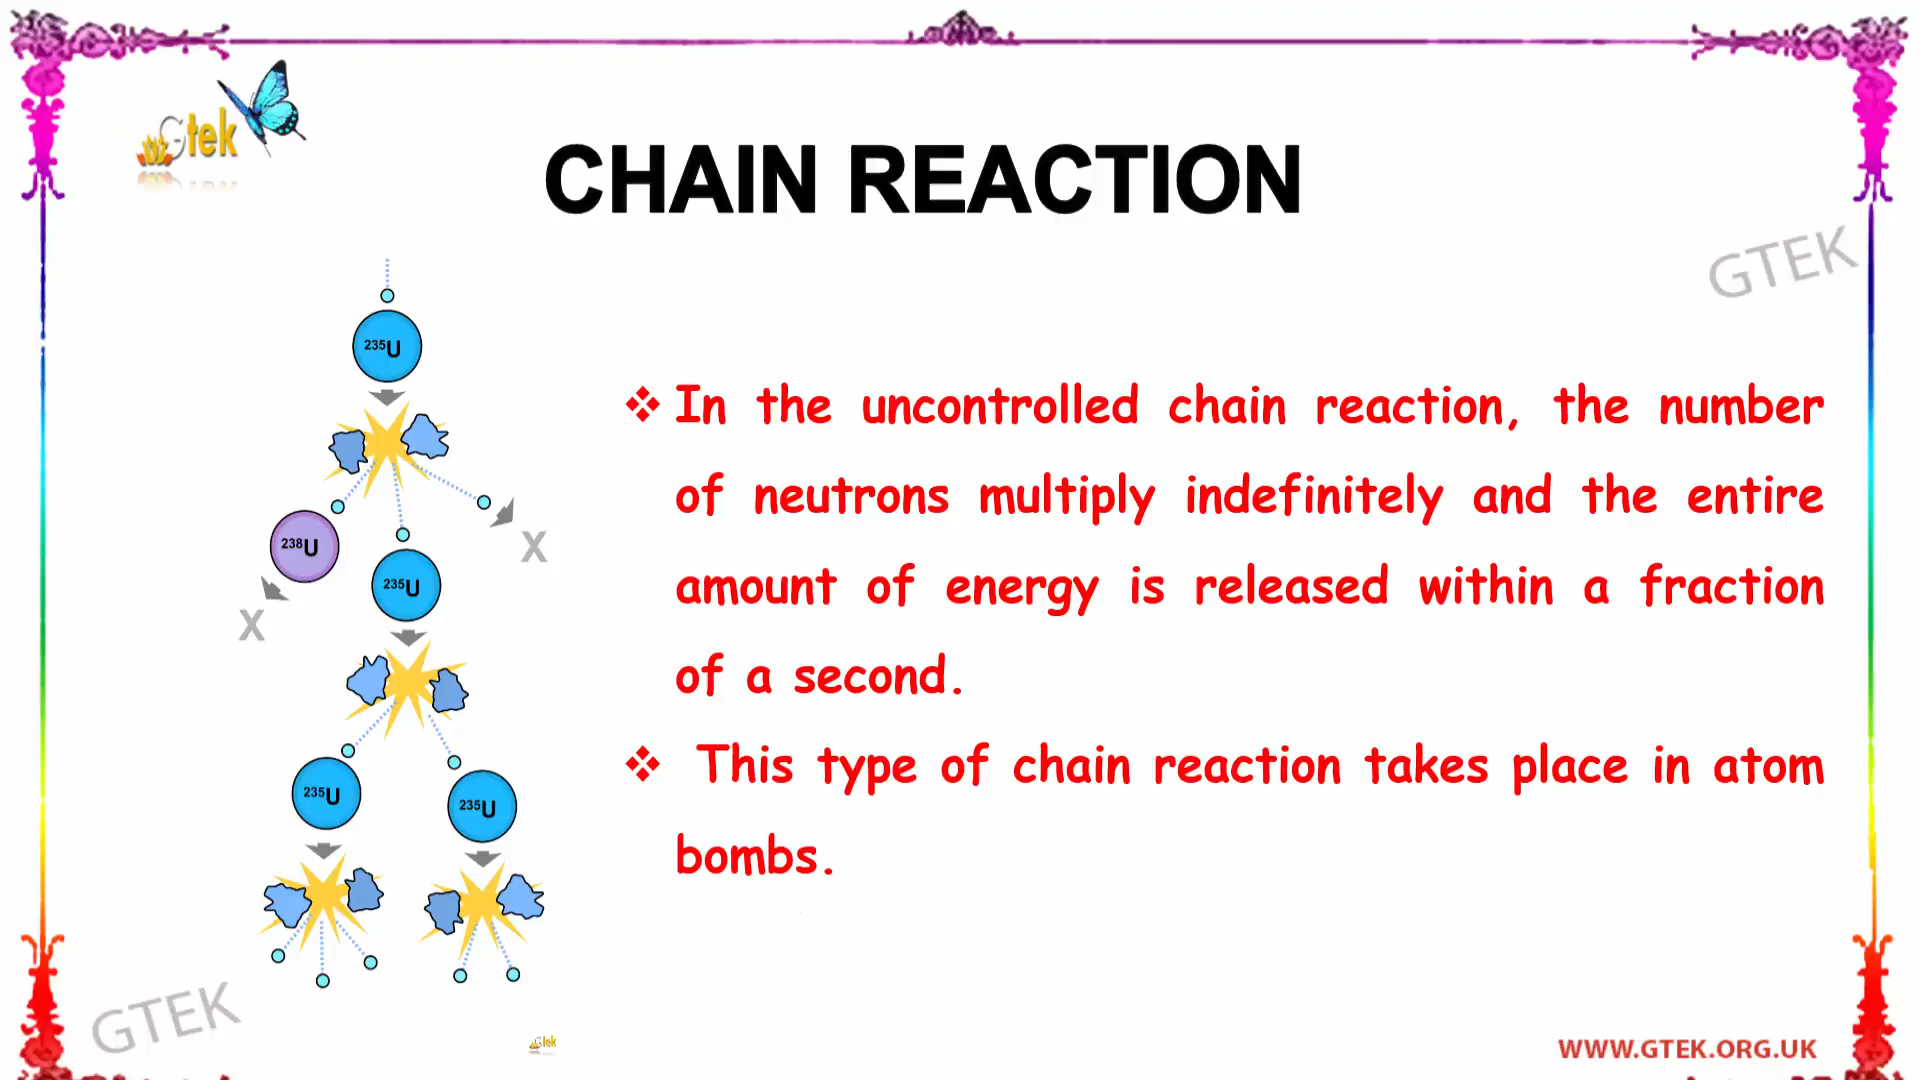 Gtek
CHAIN REACTION
GTEK
²³⁵U
❖ In the uncontrolled chain reaction, the number
of neutrons multiply indefinitely and the entire
amount of energy is released within a fraction
of a second.
❖ This type of chain reaction takes place in atom
bombs.
²³⁸U
X
²³⁵U
X
²³⁵U
²³⁵U
GTEK
Gtek
WWW.GTEK.ORG.UK